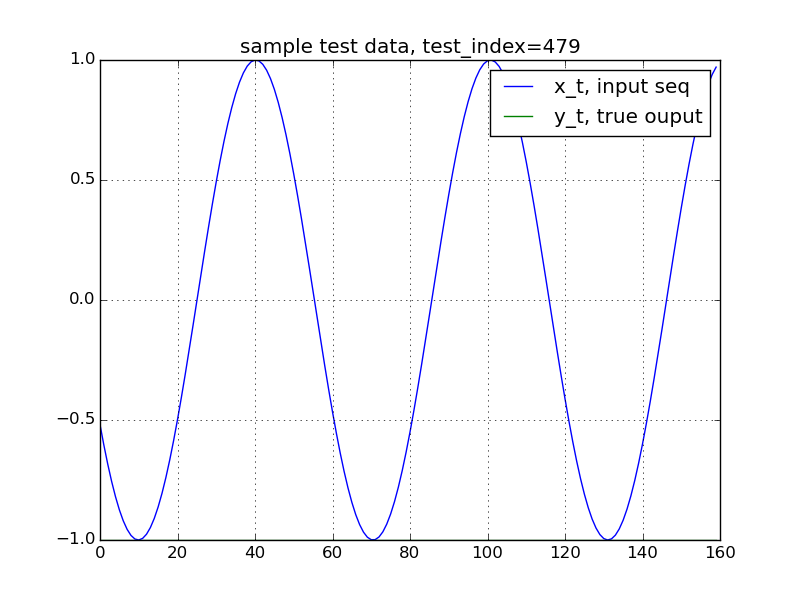 sample test data, test_index=479
x_t, input seq
y_t, true ouput
1.0
0.5
0.0
−0.5
−1.0
0 20 40 60 80 100 120 140 160